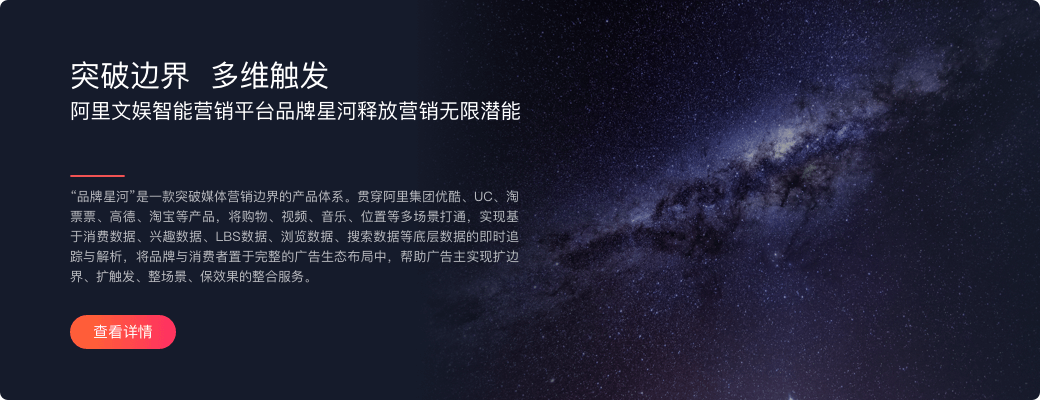 突破边界 多维触发
阿里文娱智能营销平台品牌星河释放营销无限潜能
“品牌星河”是一款突破媒体营销边界的产品体系。贯穿阿里集团优酷、UC、淘
票票、高德、淘宝等产品，将购物、视频、音乐、位置等多场景打通，实现基
于消费数据、兴趣数据、LBS数据、浏览数据、搜索数据等底层数据的即时追
踪与解析，将品牌与消费者置于完整的广告生态布局中，帮助广告主实现扩边
界、扩触发、整场景、保效果的整合服务。
查看详情